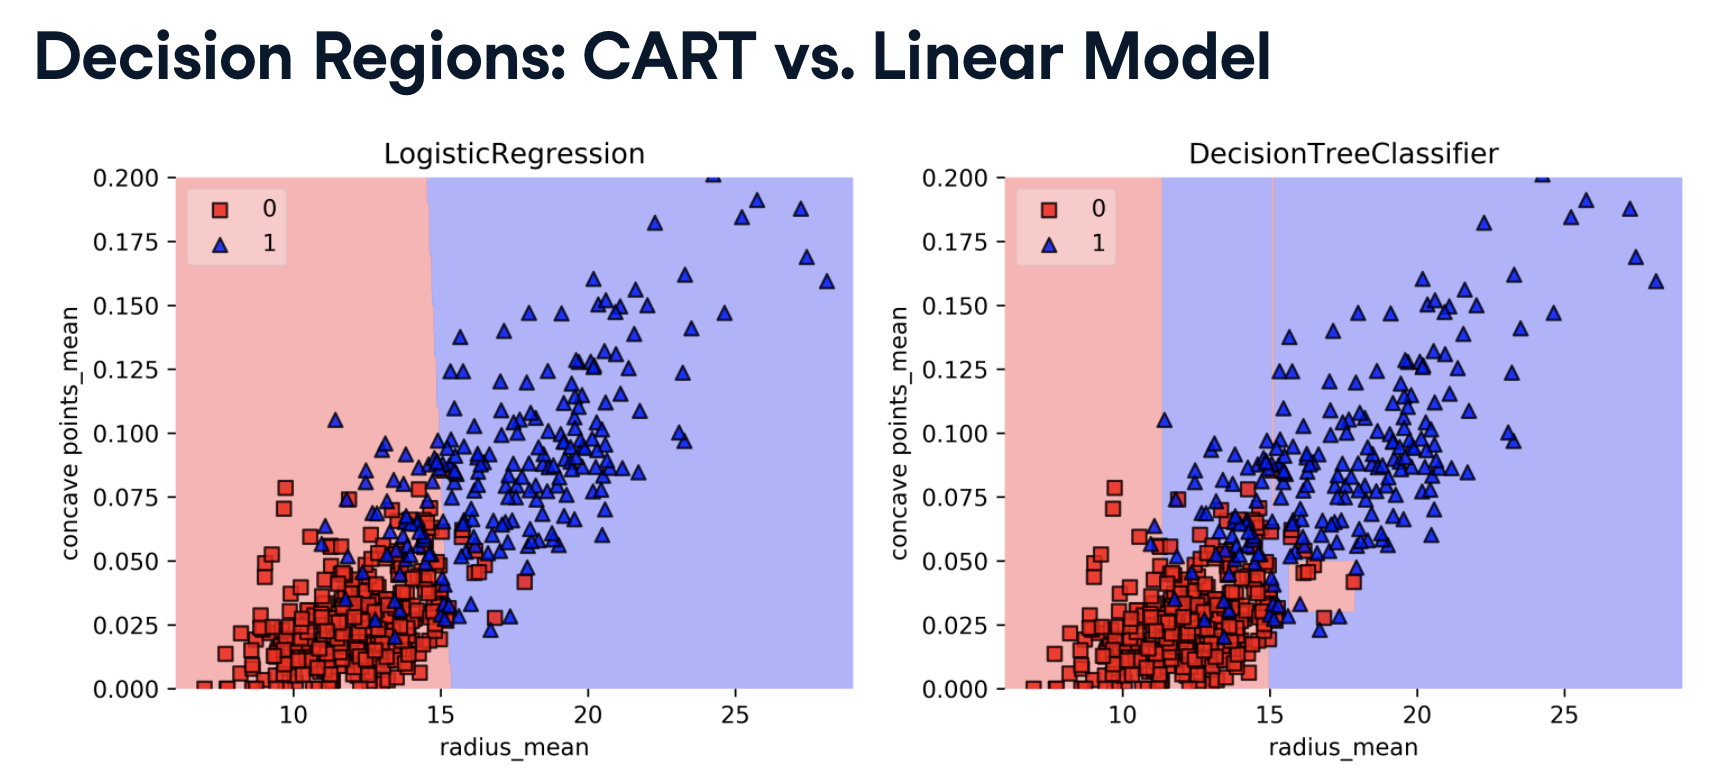 Decision Regions: CART vs. Linear Model
LogisticRegression
0.200
0.175
0.150
0.125
0.100
0.075
0.050
0.025
0.000
concave points_mean
0
1
10 15 20 25
radius_mean
DecisionTreeClassifier
0.200
0.175
0.150
0.125
0.100
0.075
0.050
0.025
0.000
concave points_mean
0
1
10 15 20 25
radius_mean